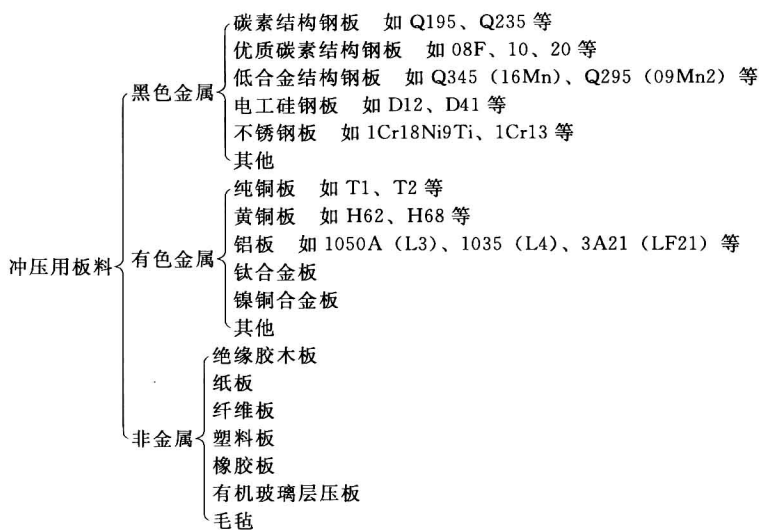 碳素结构钢板 如 Q195、Q235 等
优质碳素结构钢板 如 08F、10、20 等
低合金结构钢板 如 Q345（16Mn）、Q295（09Mn2）等
黑色金属
电工硅钢板 如 D12、D41 等
不锈钢板 如 1Cr18Ni9Ti、1Cr13 等
其他
纯铜板 如 T1、T2 等
黄铜板 如 H62、H68 等
铝板 如 1050A（L3）、1035（L4）、3A21（LF21）等
冲压用板料
有色金属
钛合金板
镍铜合金板
其他
绝缘胶木板
纸板
纤维板
非金属
塑料板
橡胶板
有机玻璃层压板
毛毡